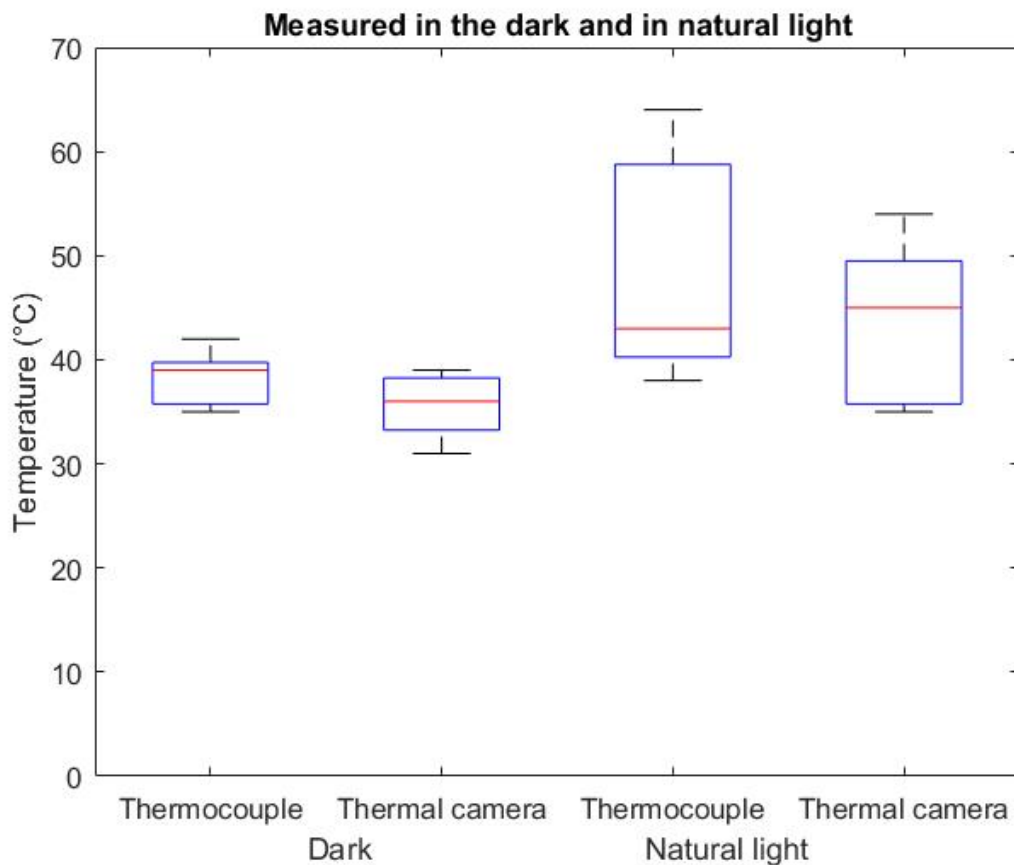 Measured in the dark and in natural light
70
60
50
40
30
20
10
0
Temperature (°C)
Thermocouple Thermal camera Thermocouple Thermal camera
Dark Natural light